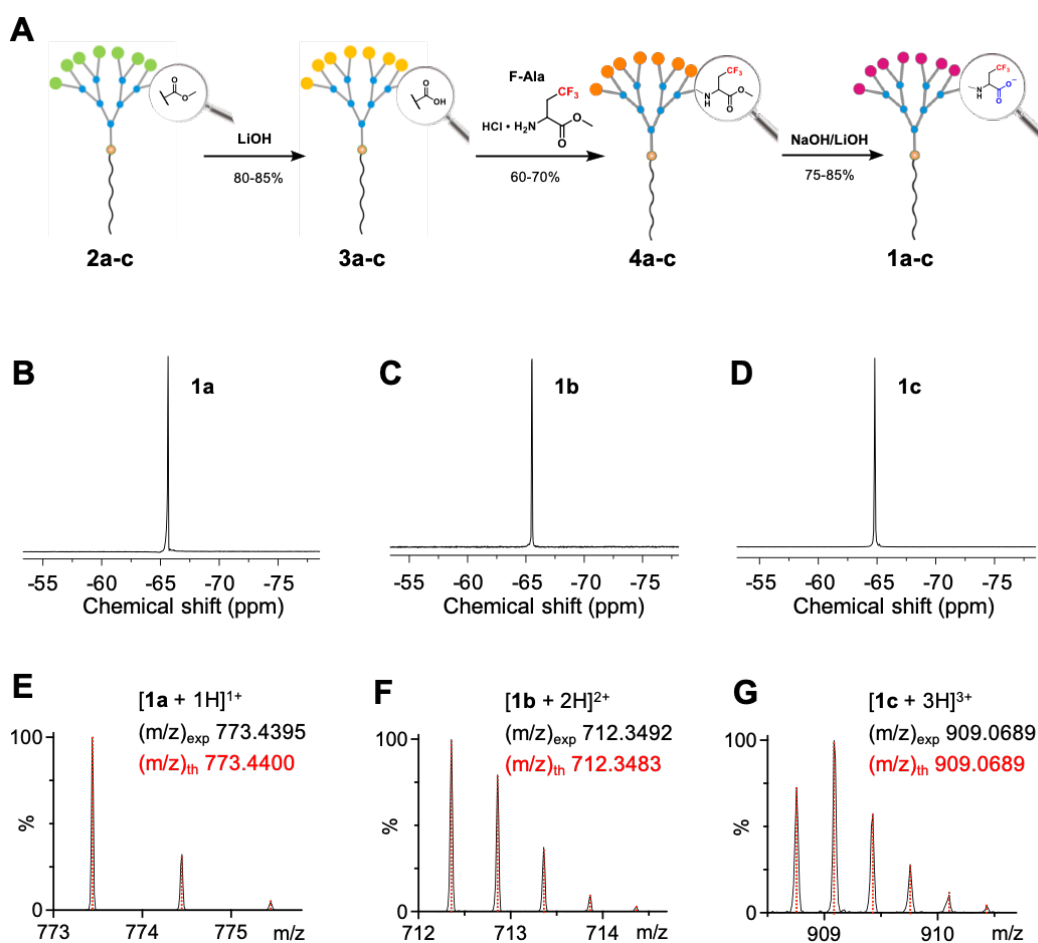 A
F-Ala
CF₃
HCl • H₂N
O
O
O
O
O
OH
CF₃
N
H
O
O
CF₃
N
H
O⁻
O
LiOH
80-85%
60-70%
NaOH/LiOH
75-85%
2a-c
3a-c
4a-c
1a-c
B
1a
-55 -60 -65 -70 -75
Chemical shift (ppm)
C
1b
-55 -60 -65 -70 -75
Chemical shift (ppm)
D
1c
-55 -60 -65 -70 -75
Chemical shift (ppm)
E
[1a + 1H]¹⁺
(m/z)exp 773.4395
(m/z)th 773.4400
100
%
0
773 774 775 m/z
F
[1b + 2H]²⁺
(m/z)exp 712.3492
(m/z)th 712.3483
100
%
0
712 713 714 m/z
G
[1c + 3H]³⁺
(m/z)exp 909.0689
(m/z)th 909.0689
100
%
0
909 910 m/z